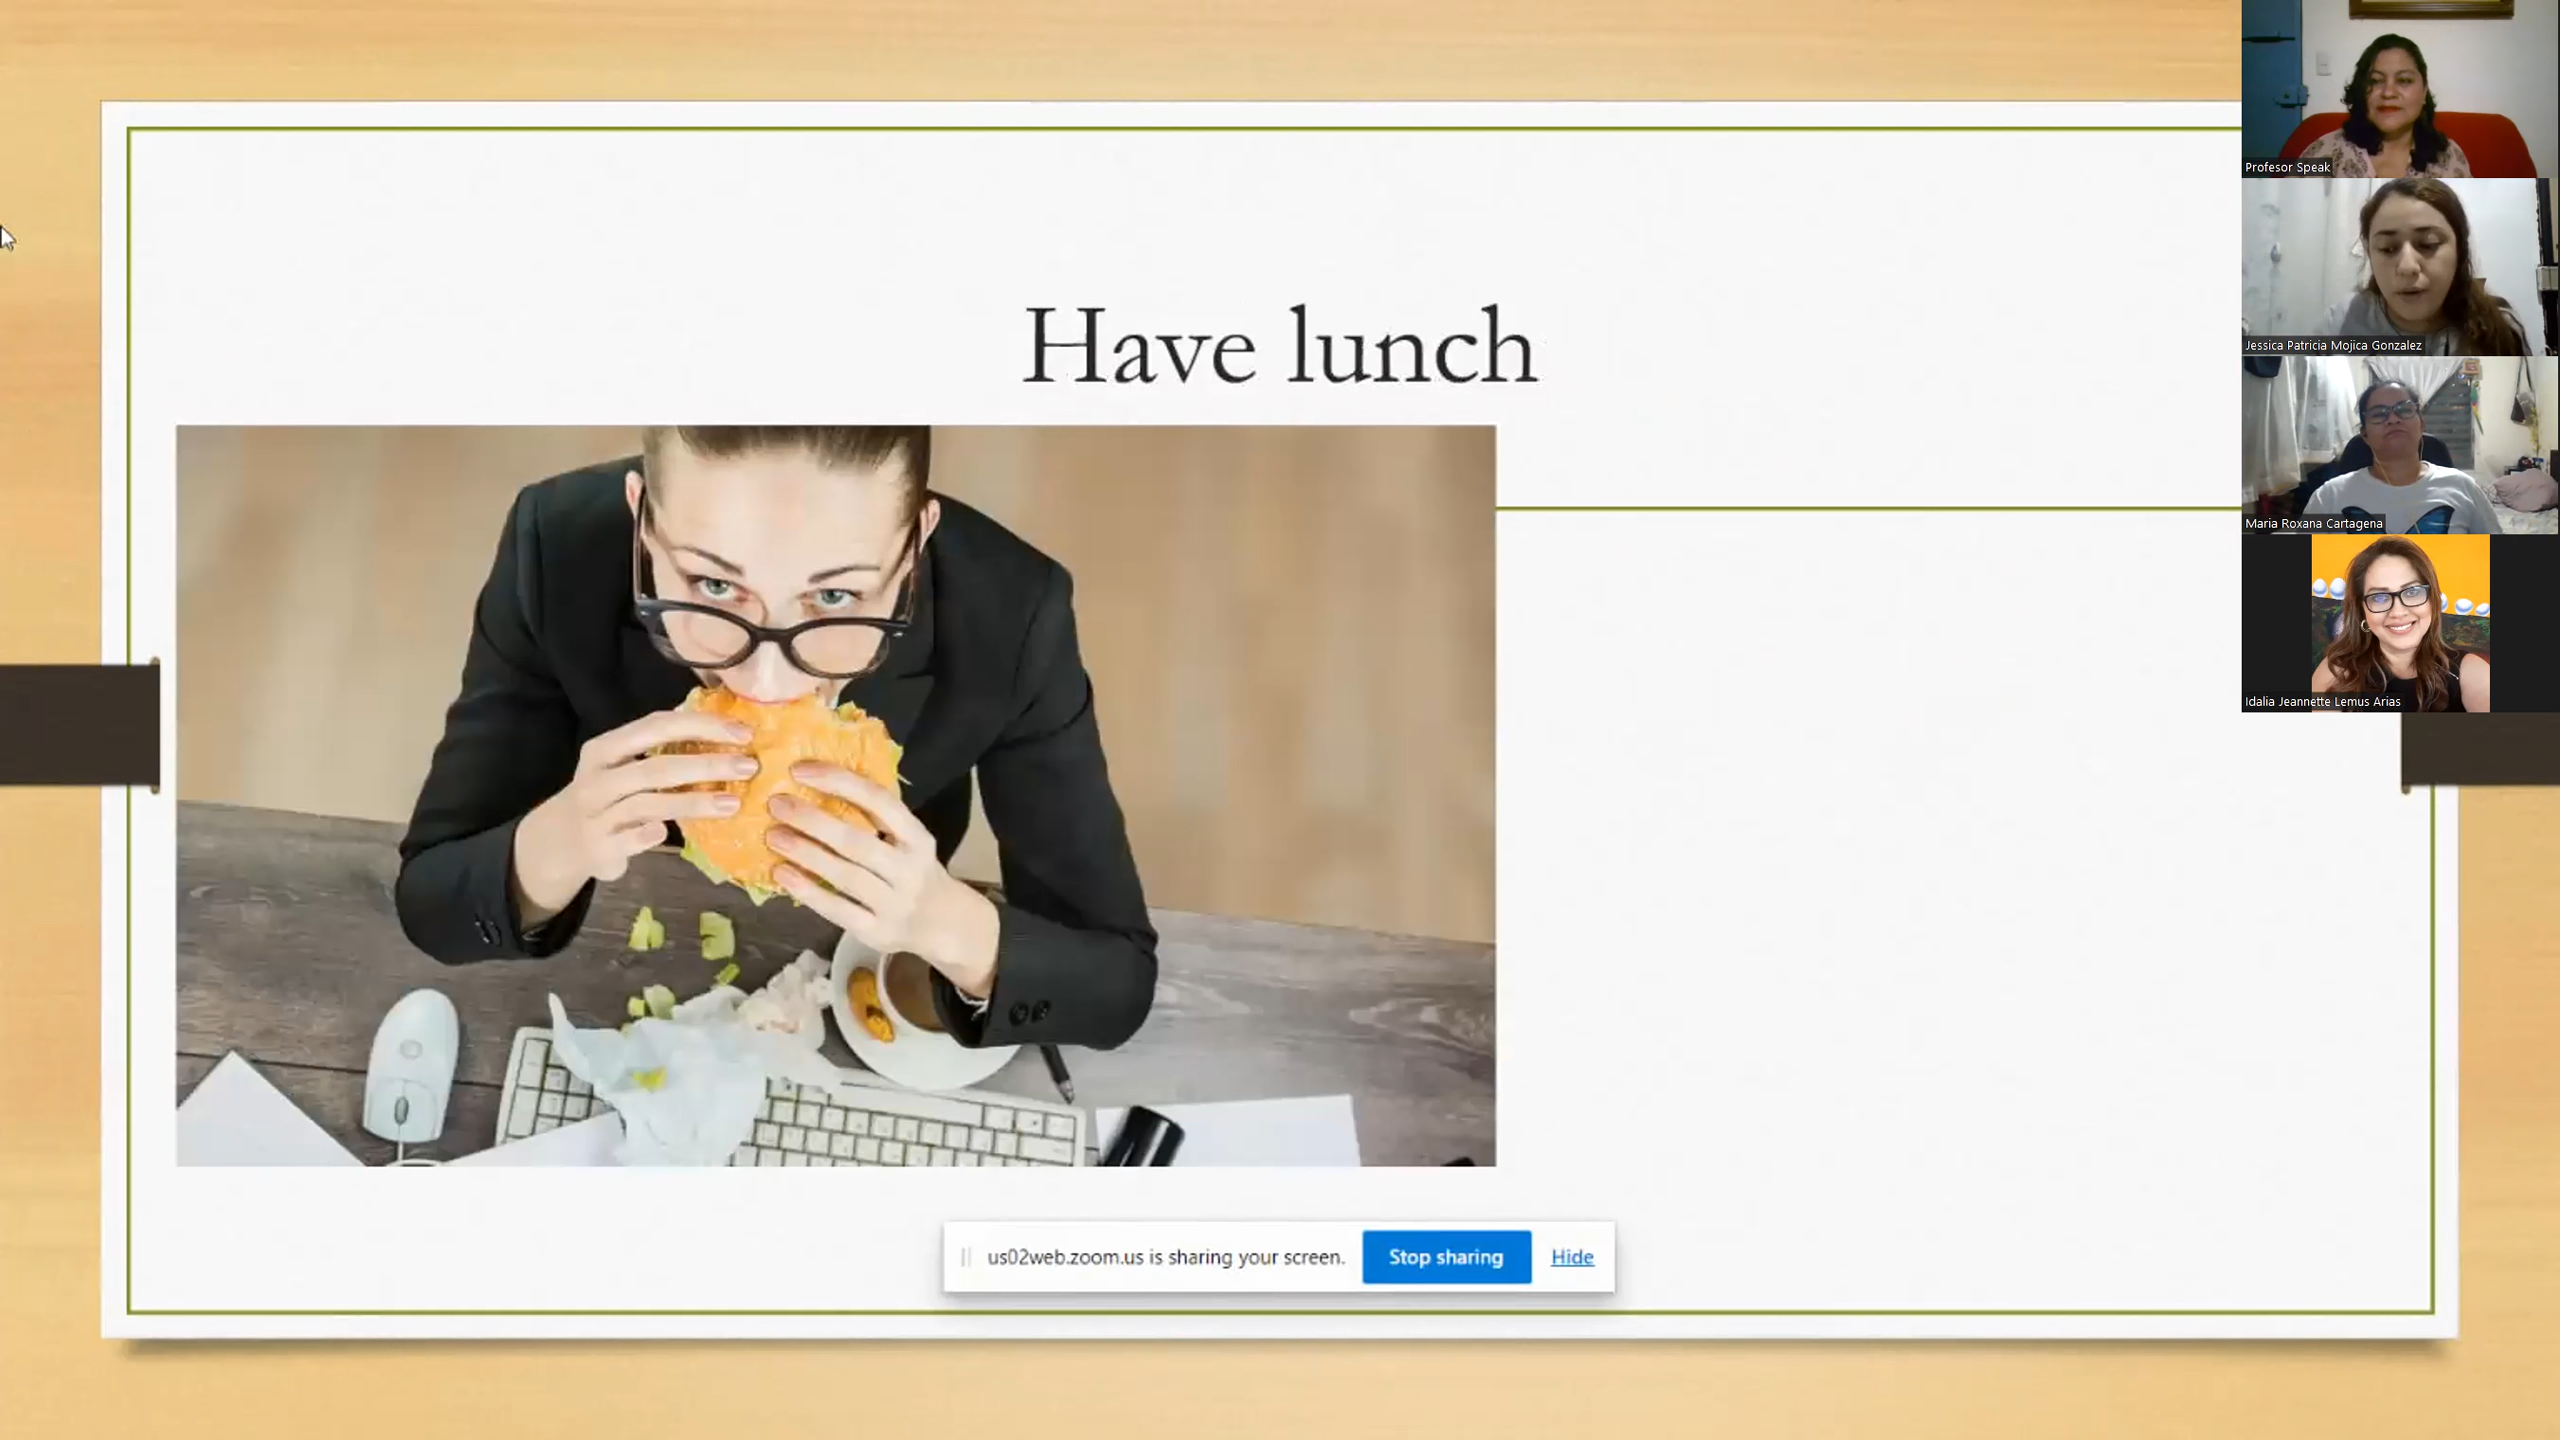 Have lunch
Profesor Speak
Jessica Patricia Mojica Gonzalez
Maria Roxana Cartagena
Idalia Jeannette Lemus Arias
us02web.zoom.us is sharing your screen.
Stop sharing
Hide